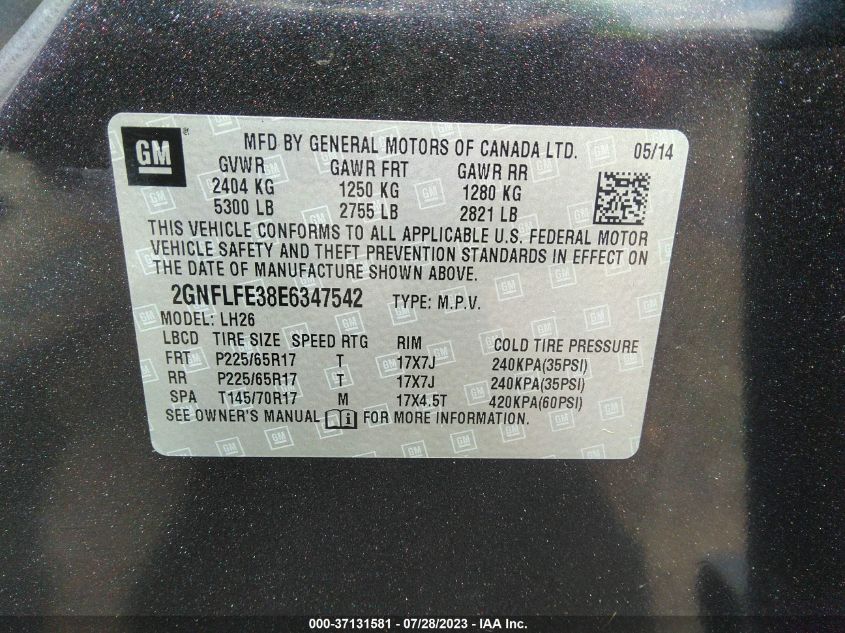 GM MFD BY GENERAL MOTORS OF CANADA LTD. 05/14
GVWR GAWR FRT GAWR RR
2404 KG 1250 KG 1280 KG
5300 LB 2755 LB 2821 LB
THIS VEHICLE CONFORMS TO ALL APPLICABLE U.S. FEDERAL MOTOR
VEHICLE SAFETY AND THEFT PREVENTION STANDARDS IN EFFECT ON
THE DATE OF MANUFACTURE SHOWN ABOVE.
2GNFLFE38E6347542 TYPE: M.P.V.
MODEL: LH26
LBCD TIRE SIZE SPEED RTG RIM COLD TIRE PRESSURE
FRT P225/65R17 T 17X7J 240KPA(35PSI)
RR P225/65R17 T 17X7J 240KPA(35PSI)
SPA T145/70R17 M 17X4.5T 420KPA(60PSI)
SEE OWNER'S MANUAL FOR MORE INFORMATION.
000-37131581 - 07/28/2023 - IAA Inc.